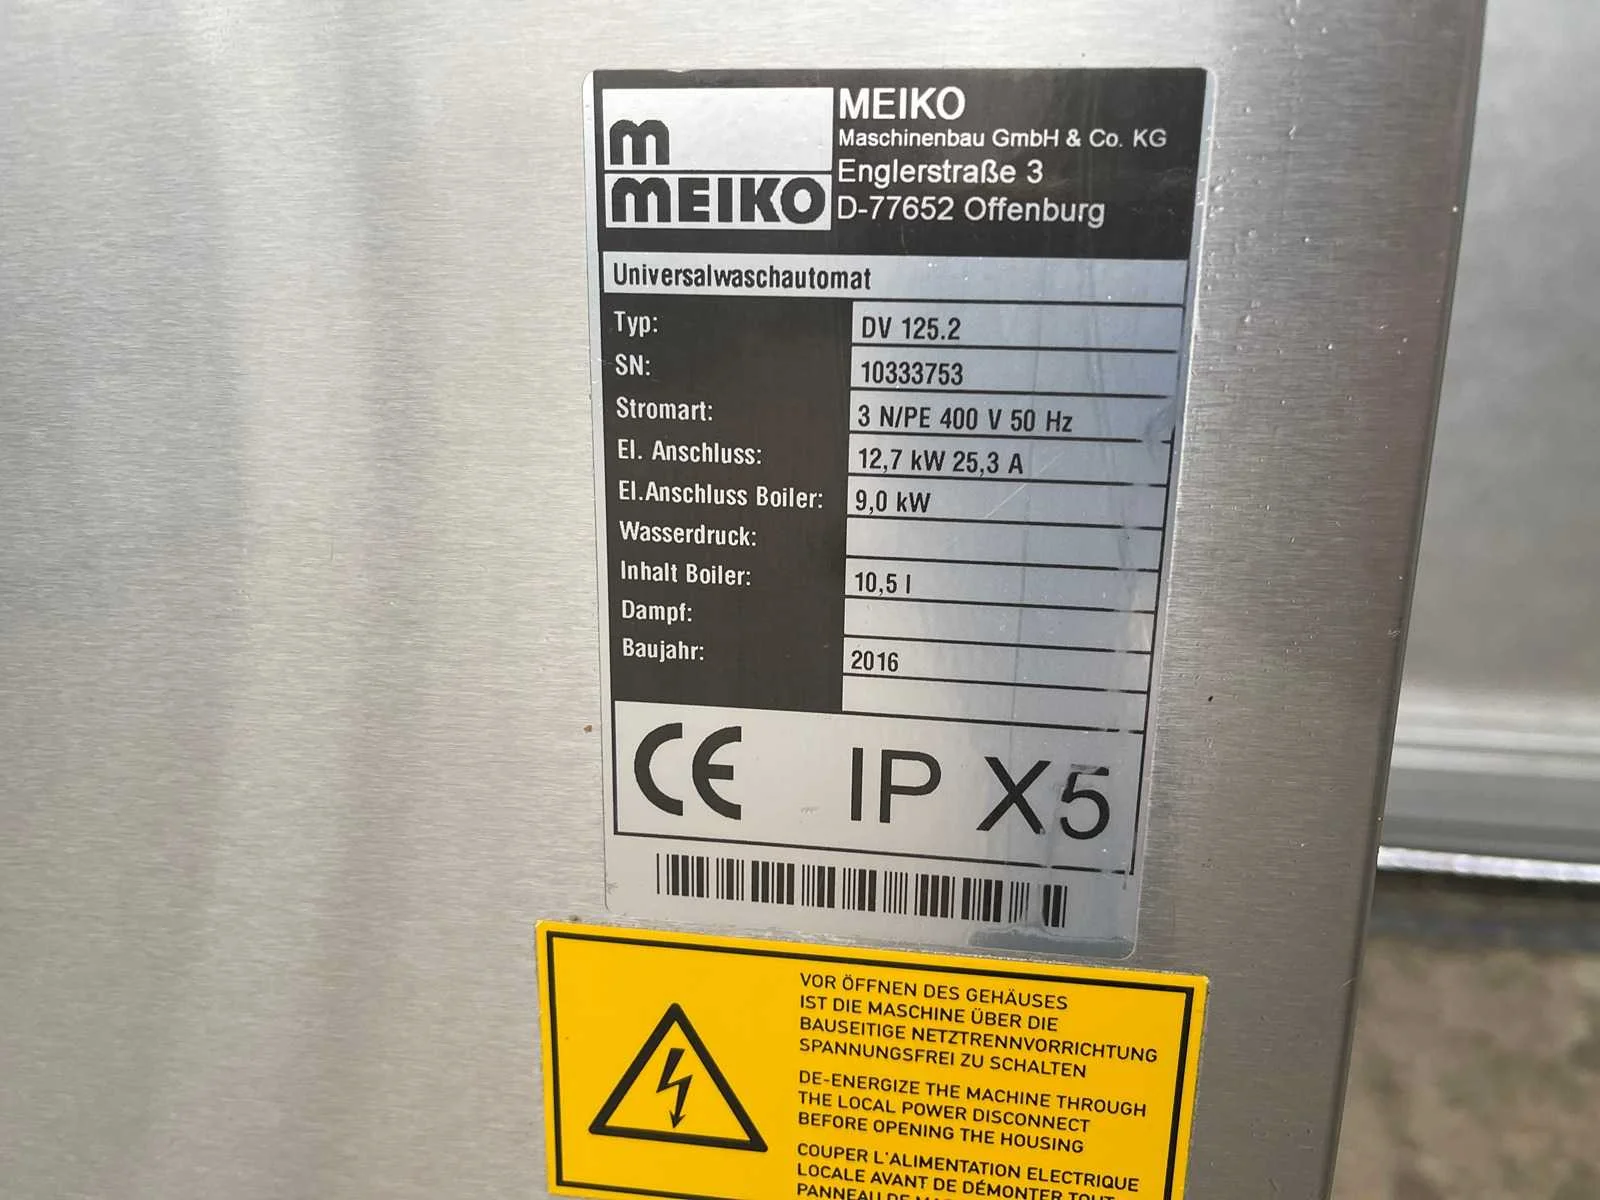 m
MEIKO
MEIKO
Maschinenbau GmbH & Co. KG
Englerstraße 3
D-77652 Offenburg
Universalwaschautomat
Typ: DV 125.2
SN: 10333753
Stromart: 3 N/PE 400 V 50 Hz
El. Anschluss: 12,7 kW 25,3 A
El.Anschluss Boiler: 9,0 kW
Wasserdruck:
Inhalt Boiler: 10,5 l
Dampf:
Baujahr: 2016
CE IP X5
VOR ÖFFNEN DES GEHÄUSES
IST DIE MASCHINE ÜBER DIE
BAUSEITIGE NETZTRENNVORRICHTUNG
SPANNUNGSFREI ZU SCHALTEN
DE-ENERGIZE THE MACHINE THROUGH
THE LOCAL POWER DISCONNECT
BEFORE OPENING THE HOUSING
COUPER L'ALIMENTATION ELECTRIQUE
LOCALE AVANT DE DÉMONTER TOUT
PANNEAU DE